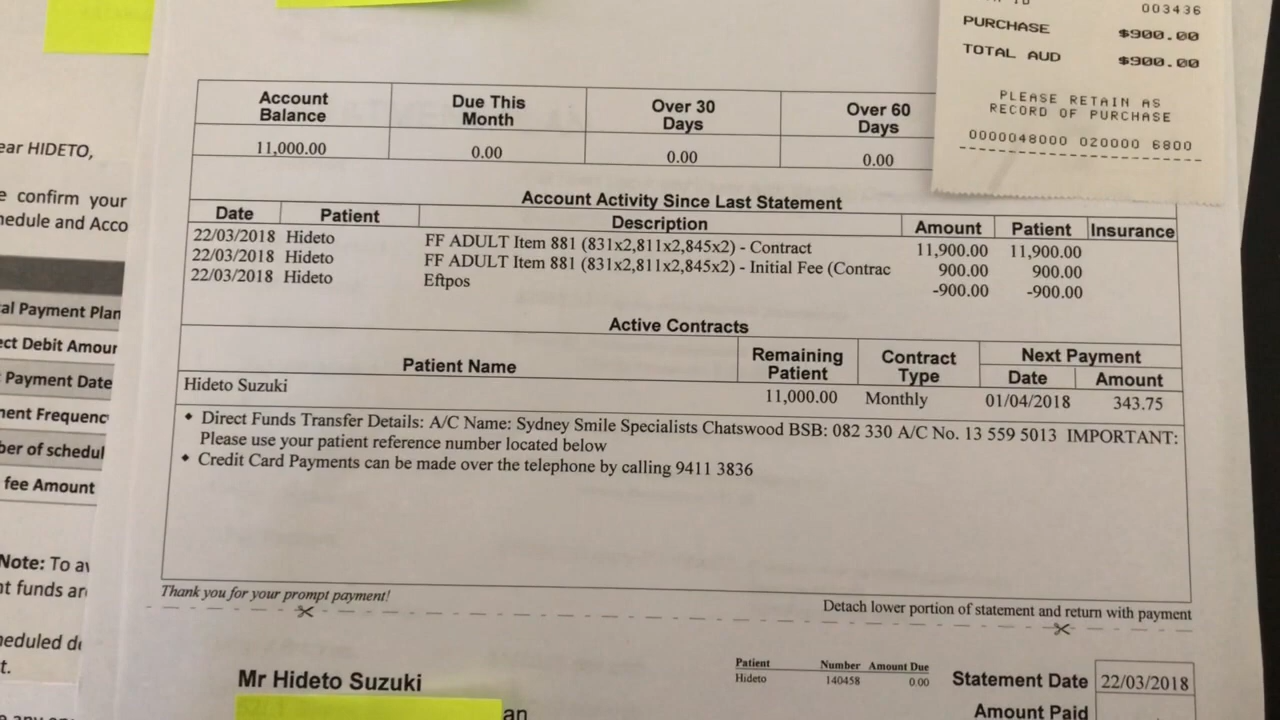 003436
PURCHASE $900.00
TOTAL AUD $900.00
PLEASE RETAIN AS
RECORD OF PURCHASE
0000048000 020000 6800
Account Balance Due This Month Over 30 Days Over 60 Days
11,000.00 0.00 0.00 0.00
Account Activity Since Last Statement
Date Patient Description Amount Patient Insurance
22/03/2018 Hideto FF ADULT Item 881 (831x2,811x2,845x2) - Contract 11,900.00 11,900.00
22/03/2018 Hideto FF ADULT Item 881 (831x2,811x2,845x2) - Initial Fee (Contrac 900.00 900.00
22/03/2018 Hideto Eftpos -900.00 -900.00
Active Contracts
Patient Name Remaining Patient Contract Type Next Payment
Date Amount
Hideto Suzuki 11,000.00 Monthly 01/04/2018 343.75
• Direct Funds Transfer Details: A/C Name: Sydney Smile Specialists Chatswood BSB: 082 330 A/C No. 13 559 5013 IMPORTANT:
Please use your patient reference number located below
• Credit Card Payments can be made over the telephone by calling 9411 3836
Thank you for your prompt payment!
Detach lower portion of statement and return with payment
Mr Hideto Suzuki
Patient Number Amount Due
Hideto 140458 0.00
Statement Date 22/03/2018
Amount Paid
ear HIDETO,
e confirm your
nedule and Acco
al Payment Plan
ect Debit Amour
Payment Date
nent Frequenc
ber of schedul
fee Amount
Note: To av
nt funds are
neduled de
t.